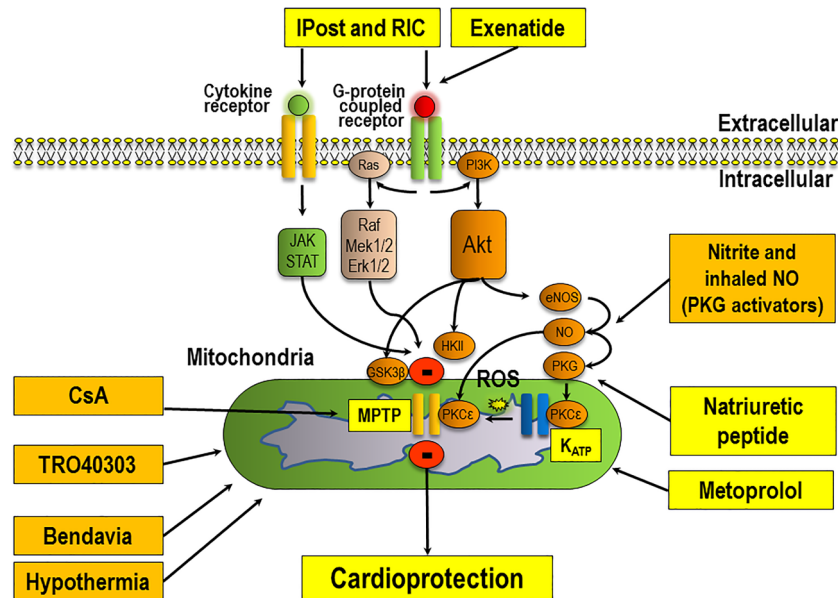 IPost and RIC
Exenatide
Cytokine
receptor
G-protein
coupled
receptor
Extracellular
Intracellular
Ras
PI3K
JAK
STAT
Raf
Mek1/2
Erk1/2
Akt
Nitrite and
inhaled NO
(PKG activators)
eNOS
NO
HKII
PKG
Mitochondria
GSK3β
-
ROS
CsA
MPTP
PKCε
PKCε
Natriuretic
peptide
KATP
TRO40303
-
Metoprolol
Bendavia
Hypothermia
Cardioprotection